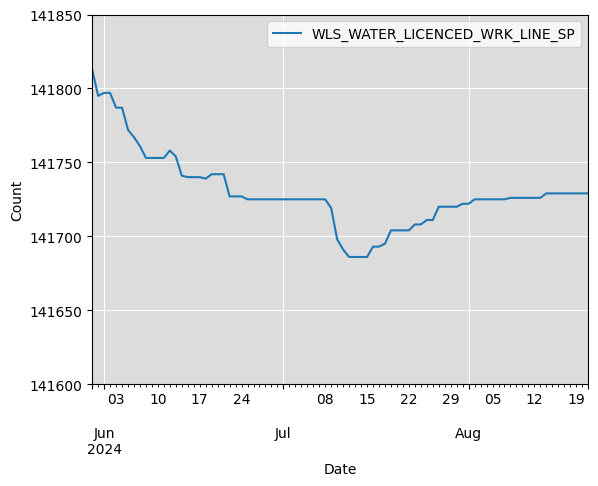 WLS_WATER_LICENCED_WRK_LINE_SP
141850
141800
141750
141700
141650
141600
Count
03 10 17 24 08 15 22 29 05 12 19
Jun Jul Aug
2024
Date